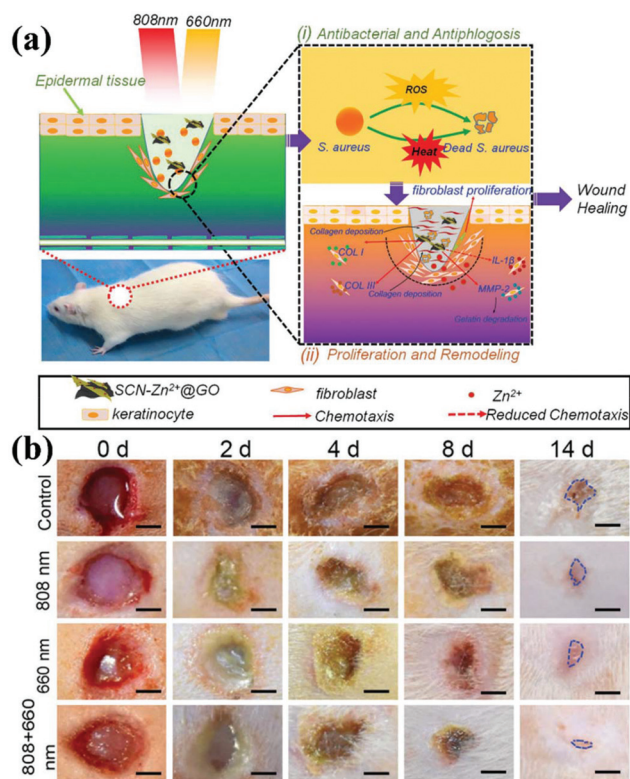 (a)
808nm 660nm
(i) Antibacterial and Antiphlogosis
Epidermal tissue
ROS
S. aureus
Heat
Dead S. aureus
fibroblast proliferation
Wound
Healing
Collagen deposition
COL I
IL-1β
COL III
MMP-2
Collagen deposition
Gelatin degradation
(ii) Proliferation and Remodeling
SCN-Zn²⁺@GO
fibroblast
Zn²⁺
keratinocyte
Chemotaxis
Reduced Chemotaxis
(b)
0 d 2 d 4 d 8 d 14 d
Control
808 nm
660 nm
808+660
nm